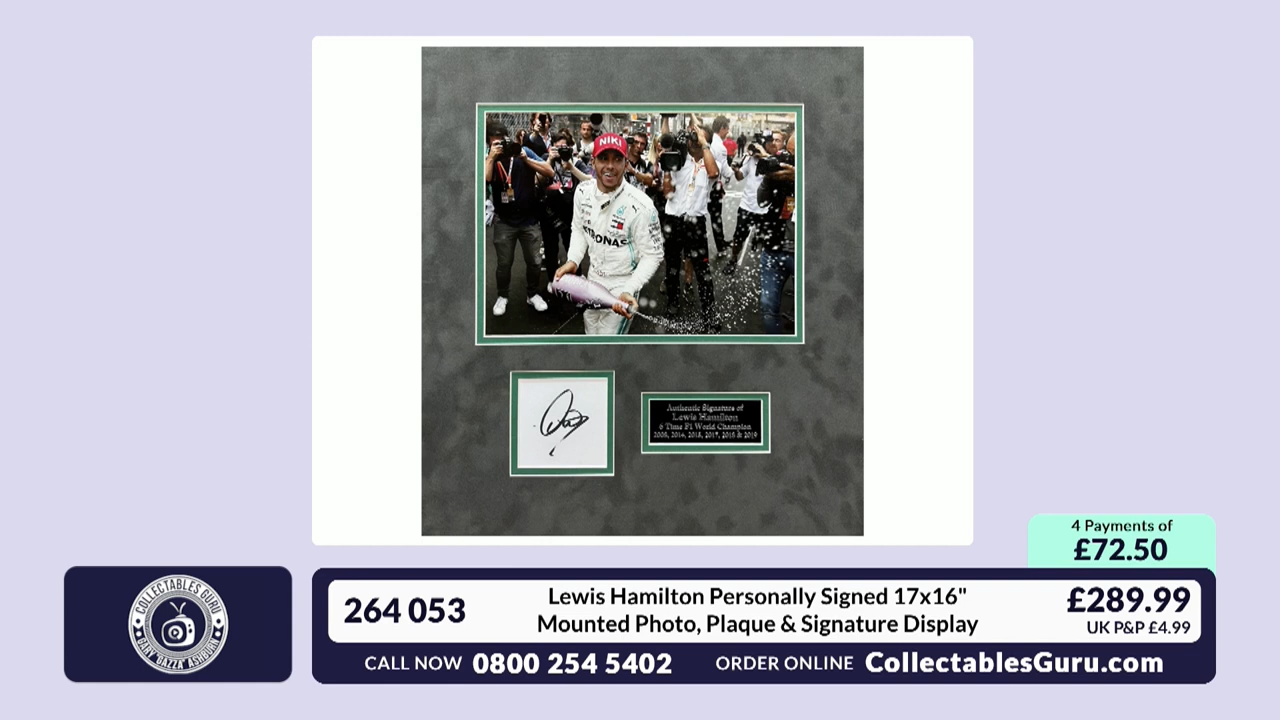 NIKI
PETRONAS
Authentic Signature of
Lewis Hamilton
6 Time F1 World Champion
2008, 2014, 2015, 2017, 2018 & 2019
4 Payments of
£72.50
COLLECTABLES GURU
GARY "GAZZA" ASHBURN
264 053
Lewis Hamilton Personally Signed 17x16"
Mounted Photo, Plaque & Signature Display
£289.99
UK P&P £4.99
CALL NOW 0800 254 5402
ORDER ONLINE CollectablesGuru.com